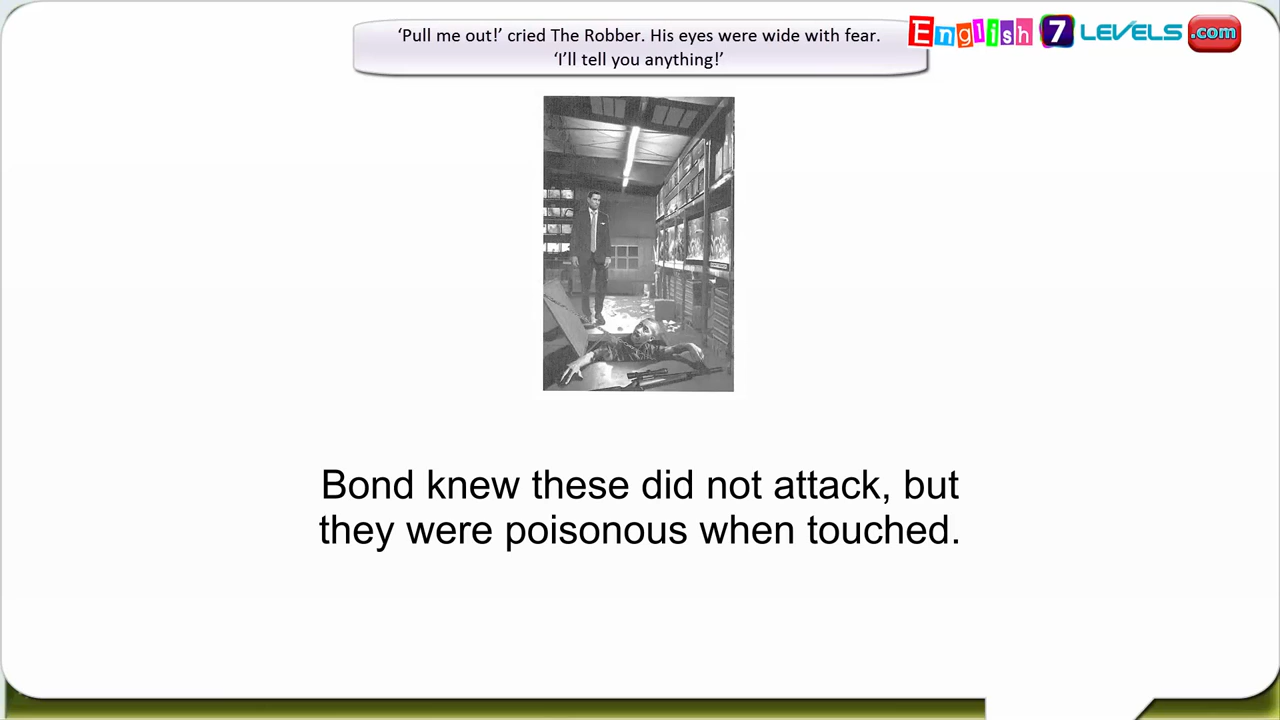 ‘Pull me out!’ cried The Robber. His eyes were wide with fear.
‘I’ll tell you anything!’
English 7 LEVELS .com
Bond knew these did not attack, but
they were poisonous when touched.